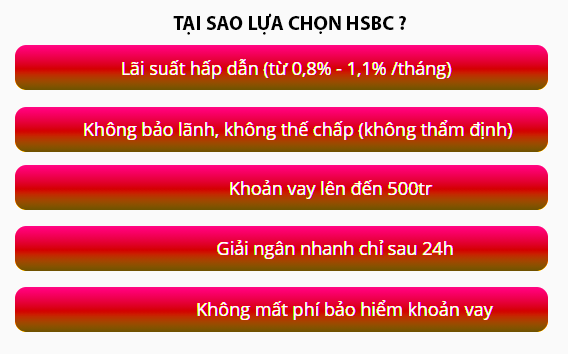 TẠI SAO LỰA CHỌN HSBC ?
Lãi suất hấp dẫn (từ 0,8% - 1,1% /tháng)
Không bảo lãnh, không thế chấp (không thẩm định)
Khoản vay lên đến 500tr
Giải ngân nhanh chỉ sau 24h
Không mất phí bảo hiểm khoản vay